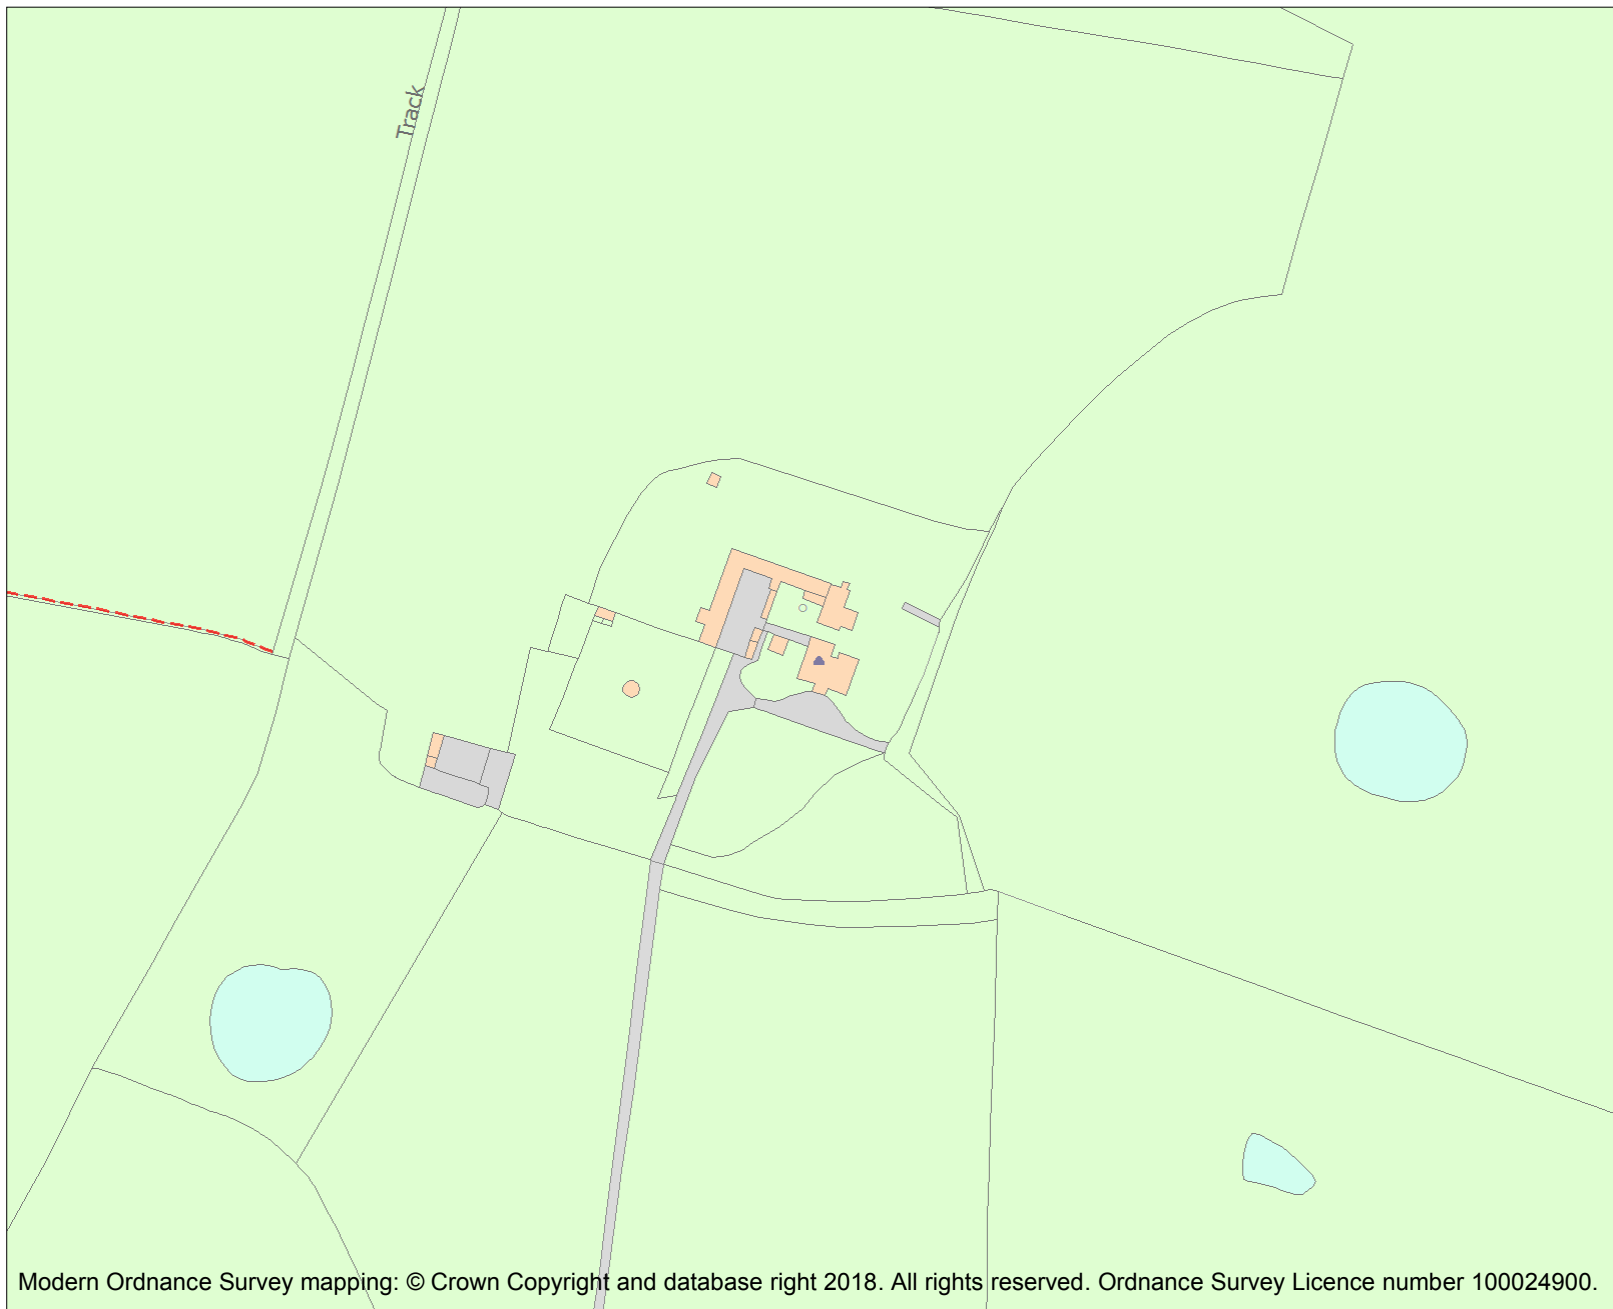 Track
Modern Ordnance Survey mapping: © Crown Copyright and database right 2018. All rights reserved. Ordnance Survey Licence number 100024900.